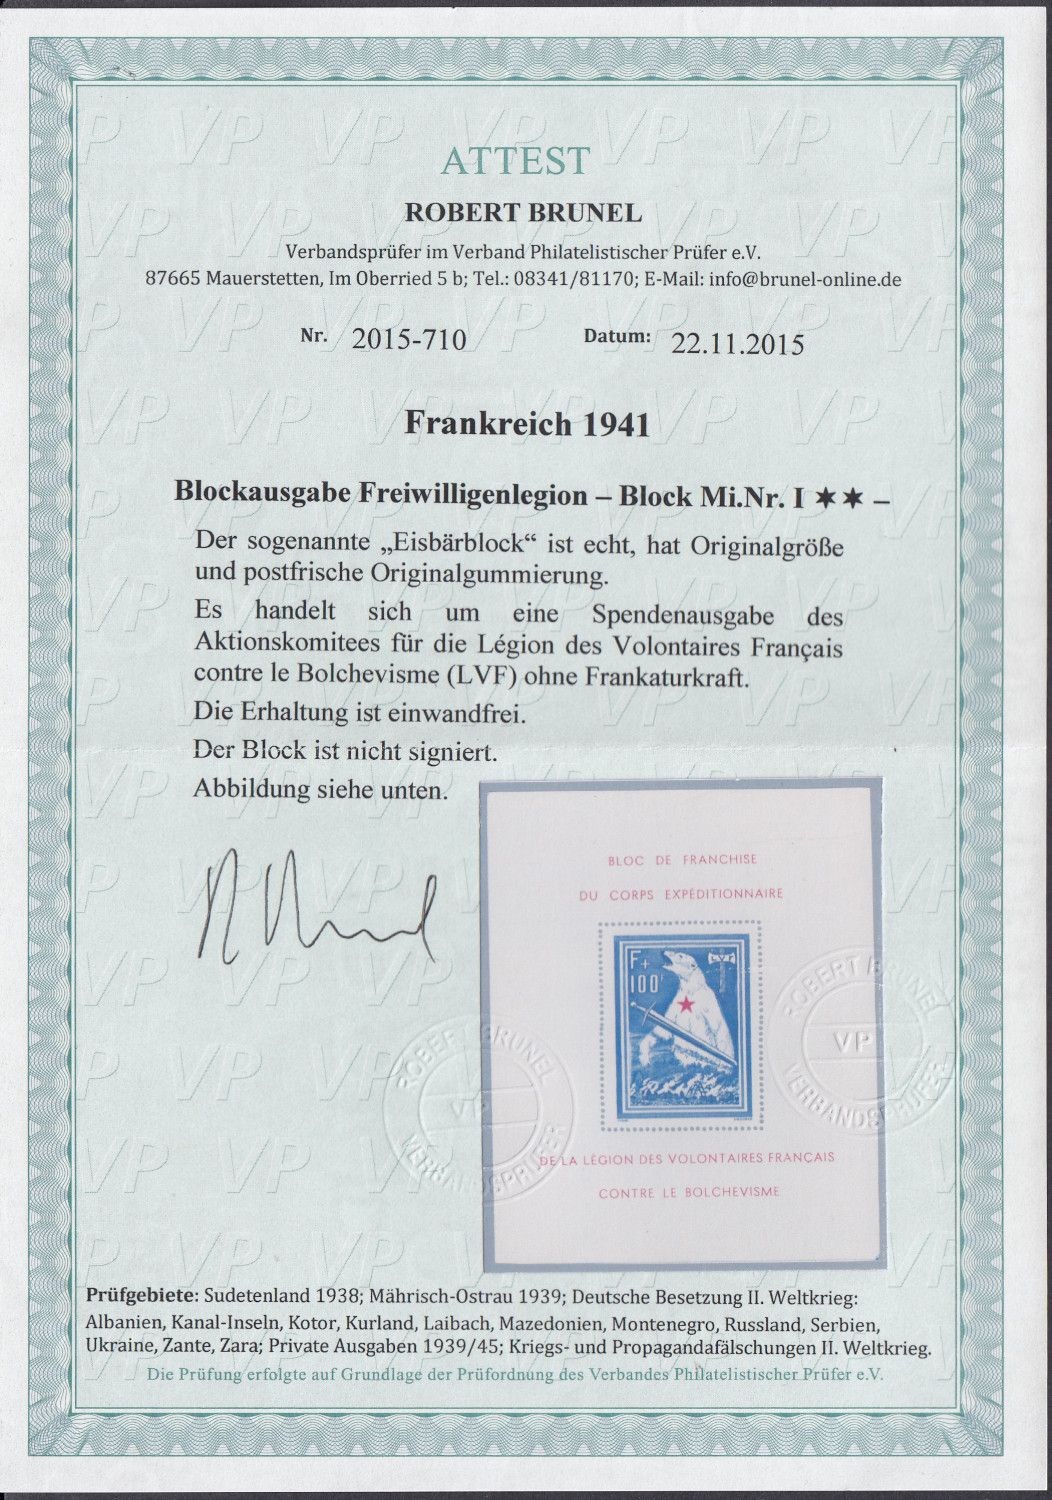 ATTEST
ROBERT BRUNEL
Verbandsprüfer im Verband Philatelistischer Prüfer e.V.
87665 Mauerstetten, Im Oberried 5 b; Tel.: 08341/81170; E-Mail: info@brunel-online.de
Nr. 2015-710 Datum: 22.11.2015
Frankreich 1941
Blockausgabe Freiwilligenlegion – Block Mi.Nr. I ✶✶ –
Der sogenannte „Eisbärblock“ ist echt, hat Originalgröße
und postfrische Originalgummierung.
Es handelt sich um eine Spendenausgabe des
Aktionskomitees für die Légion des Volontaires Français
contre le Bolchevisme (LVF) ohne Frankaturkraft.
Die Erhaltung ist einwandfrei.
Der Block ist nicht signiert.
Abbildung siehe unten.
BLOC DE FRANCHISE
DU CORPS EXPÉDITIONNAIRE
F + LVF
100
DE LA LÉGION DES VOLONTAIRES FRANÇAIS
CONTRE LE BOLCHEVISME
ROBERT BRUNEL
VP
VERBANDSPRÜFER
ROBERT BRUNEL
VP
VERBANDSPRÜFER
Prüfgebiete: Sudetenland 1938; Mährisch-Ostrau 1939; Deutsche Besetzung II. Weltkrieg:
Albanien, Kanal-Inseln, Kotor, Kurland, Laibach, Mazedonien, Montenegro, Russland, Serbien,
Ukraine, Zante, Zara; Private Ausgaben 1939/45; Kriegs- und Propagandafälschungen II. Weltkrieg.
Die Prüfung erfolgte auf Grundlage der Prüfordnung des Verbandes Philatelistischer Prüfer e.V.